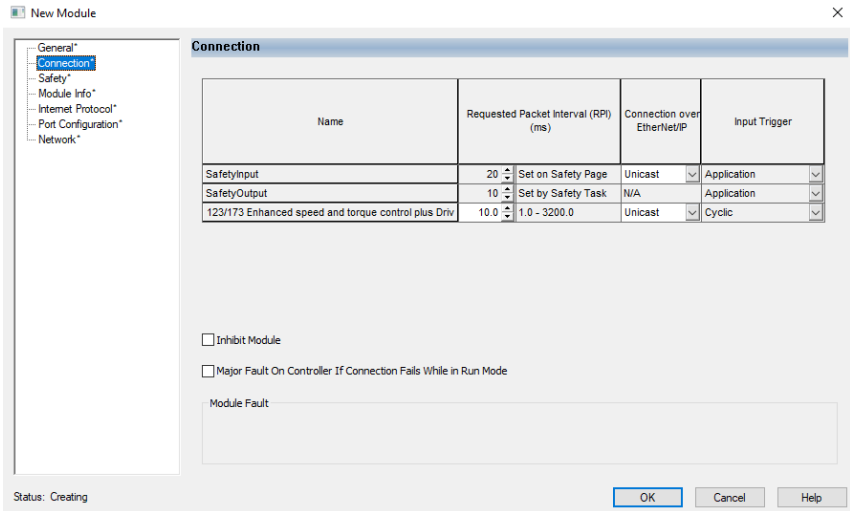 New Module
General*
Connection*
Safety*
Module Info*
Internet Protocol*
Port Configuration*
Network*
Connection
Name
Requested Packet Interval (RPI)
(ms)
Connection over
EtherNet/IP
Input Trigger
SafetyInput 20 Set on Safety Page Unicast Application
SafetyOutput 10 Set by Safety Task N/A Application
123/173 Enhanced speed and torque control plus Driv 10.0 1.0 - 3200.0 Unicast Cyclic
Inhibit Module
Major Fault On Controller If Connection Fails While in Run Mode
Module Fault
Status: Creating
OK
Cancel
Help